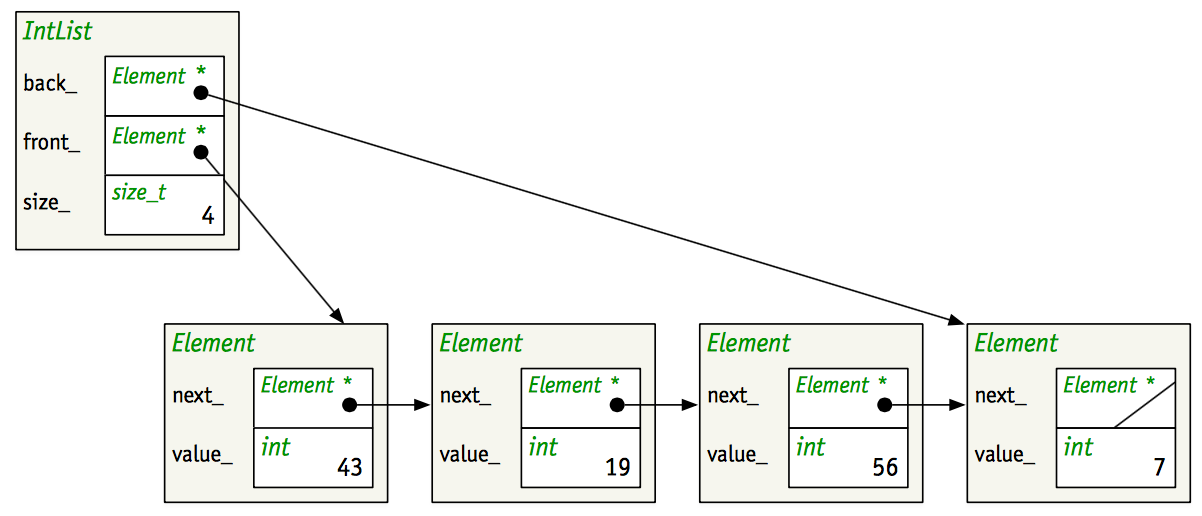 IntList
back_ Element *
front_ Element *
size_ size_t
4
Element Element Element Element
next_ Element * next_ Element * next_ Element * next_ Element *
value_ int value_ int value_ int value_ int
43 19 56 7